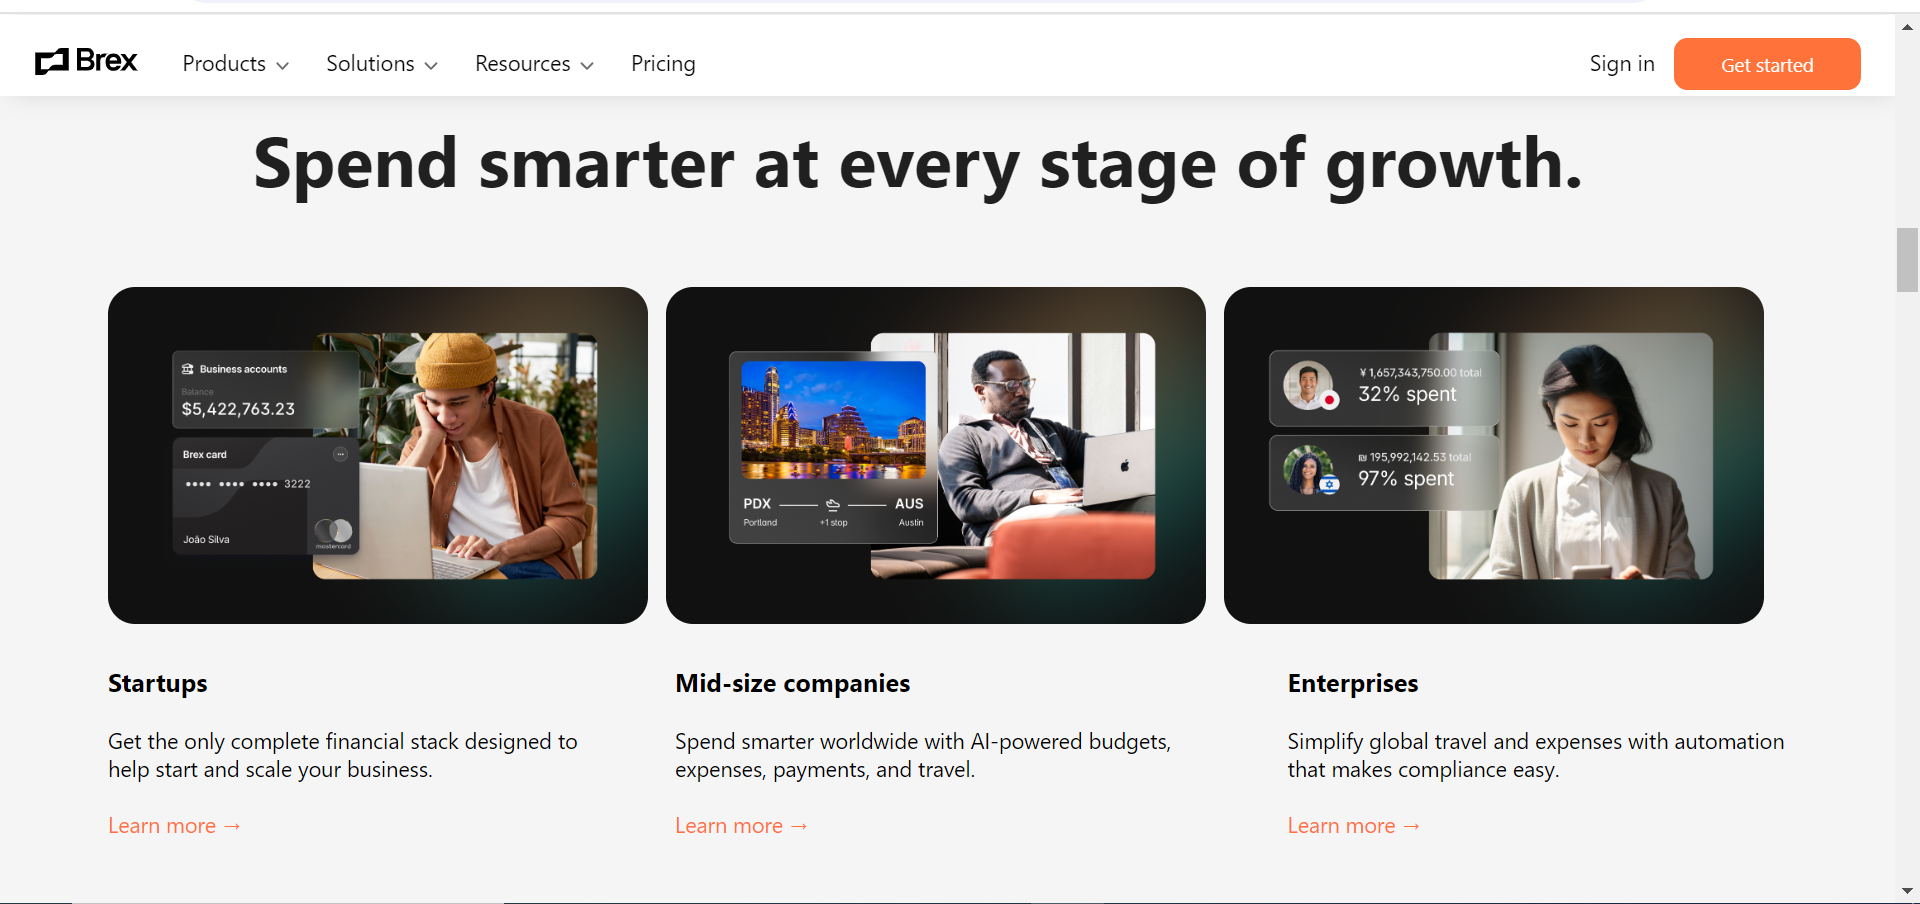 Brex
Products
Solutions
Resources
Pricing
Sign in
Get started
Spend smarter at every stage of growth.
Business accounts
Balance
$5,422,763.23
Brex card
•••• •••• •••• 3222
João Silva
mastercard
PDX
AUS
Portland
+1 stop
Austin
¥ 1,657,343,750.00 total
32% spent
₪ 195,992,142.53 total
97% spent
Startups
Get the only complete financial stack designed to
help start and scale your business.
Learn more →
Mid-size companies
Spend smarter worldwide with AI-powered budgets,
expenses, payments, and travel.
Learn more →
Enterprises
Simplify global travel and expenses with automation
that makes compliance easy.
Learn more →